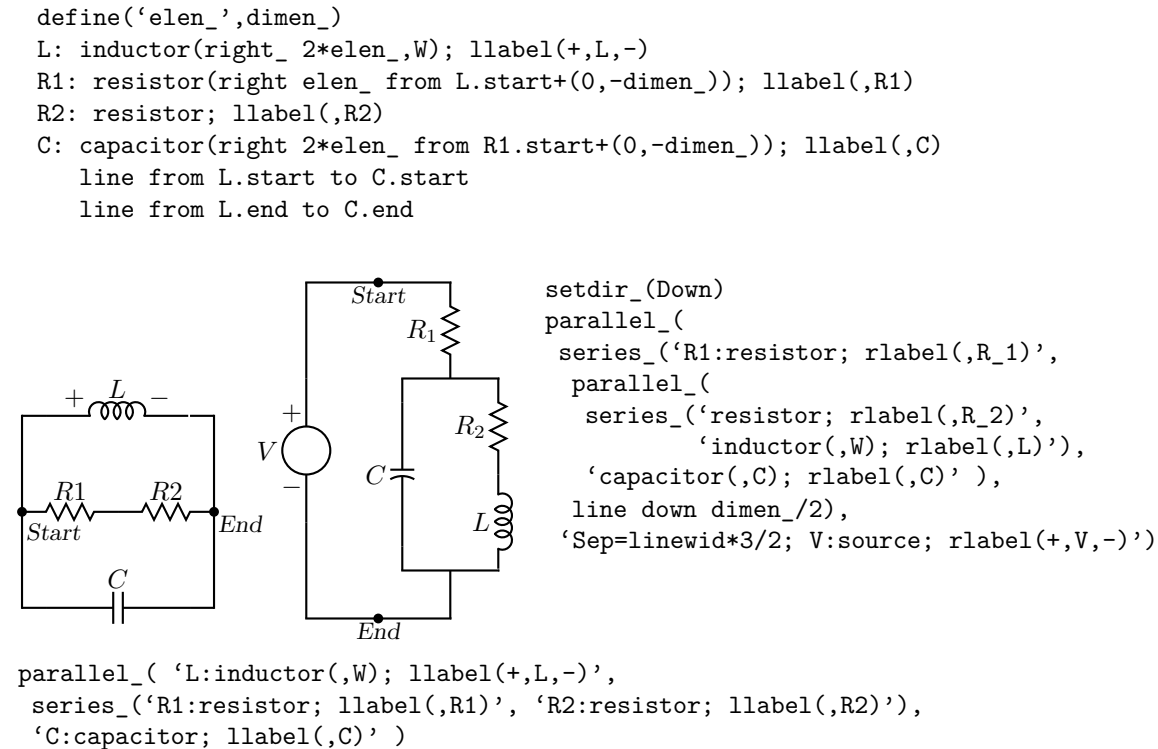 define(‘elen_’,dimen_)
L: inductor(right_ 2*elen_,W); llabel(+,L,-)
R1: resistor(right elen_ from L.start+(0,-dimen_)); llabel(,R1)
R2: resistor; llabel(,R2)
C: capacitor(right 2*elen_ from R1.start+(0,-dimen_)); llabel(,C)
line from L.start to C.start
line from L.end to C.end
+ L −
R1 R2
Start End
C
Start
R1
+
V
−
C
R2
L
End
setdir_(Down)
parallel_(
series_(‘R1:resistor; rlabel(,R_1)’,
parallel_(
series_(‘resistor; rlabel(,R_2)’,
‘inductor(,W); rlabel(,L)’),
‘capacitor(,C); rlabel(,C)’ ),
line down dimen_/2),
‘Sep=linewid*3/2; V:source; rlabel(+,V,-)’)
parallel_( ‘L:inductor(,W); llabel(+,L,-)’,
series_(‘R1:resistor; llabel(,R1)’, ‘R2:resistor; llabel(,R2)’),
‘C:capacitor; llabel(,C)’ )